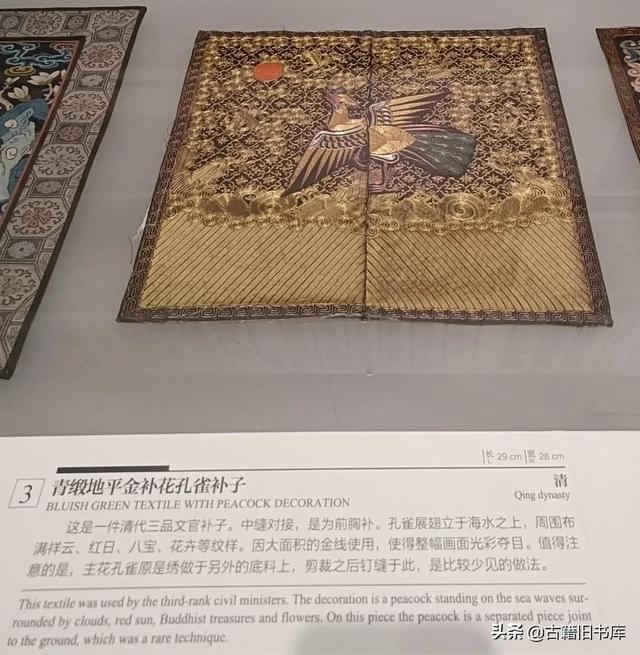 长 29 cm 宽 28 cm
3
青缎地平金补花孔雀补子
清
BLUISH GREEN TEXTILE WITH PEACOCK DECORATION
Qing dynasty
这是一件清代三品文官补子。中缝对接，是为前胸补。孔雀展翅立于海水之上，周围布
满祥云、红日、八宝、花卉等纹样。因大面积的金线使用，使得整幅画面光彩夺目。值得注
意的是，主花孔雀原是绣做于另外的底料上，剪裁之后钉缝于此，是比较少见的做法。
This textile was used by the third-rank civil ministers. The decoration is a peacock standing on the sea waves sur-
rounded by clouds, red sun, Buddhist treasures and flowers. On this piece the peacock is a separated piece joint
to the ground, which was a rare technique.
头条 @古籍旧书库